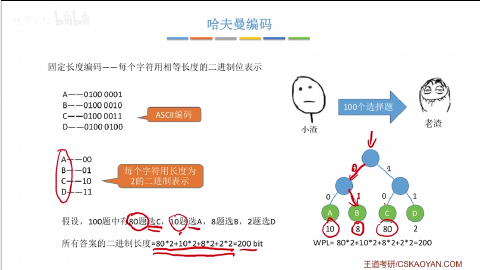 哈夫曼编码
固定长度编码——每个字符用相等长度的二进制位表示
A——0100 0001
B——0100 0010
C——0100 0011
D——0100 0100
ASCII编码
小渣
100个选择题
老渣
A——00
B——01
C——10
D——11
每个字符用长度为
2的二进制表示
0 1
0 1 0 1
A B C D
10 8 80 2
WPL= 80*2+10*2+8*2+2*2=200
假设，100题中有80题选C，10题选A，8题选B，2题选D
所有答案的二进制长度=80*2+10*2+8*2+2*2=200 bit
王道考研/CSKAOYAN.COM